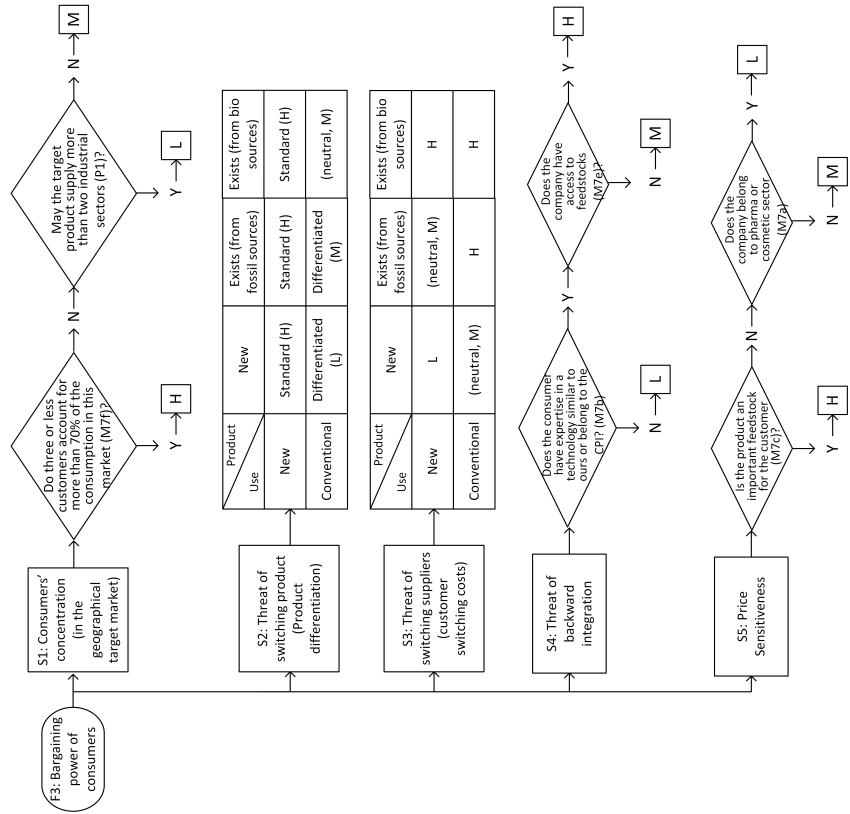 F3: Bargaining
power of
consumers
S1: Consumers'
concentration
(in the
geographical
target market)
Do three or less
customers account for
more than 70% of the
consumption in this
market (M7f)?
Y
H
N
May the target
product supply more
than two industrial
sectors (P1)?
Y
L
N
M
S2: Threat of
switching product
(Product
differentiation)
Product
Use
New
Exists (from
fossil sources)
Exists (from bio
sources)
New
Standard (H)
Standard (H)
Standard (H)
Conventional
Differentiated
(L)
Differentiated
(M)
(neutral, M)
S3: Threat of
switching suppliers
(customer
switching costs)
Product
Use
New
Exists (from
fossil sources)
Exists (from bio
sources)
New
L
(neutral, M)
H
Conventional
(neutral, M)
H
H
S4: Threat of
backward
integration
Does the consumer
have expertise in a
technology similar to
ours or belong to the
CPI? (M7b)
N
L
Y
Does the
company have
access to
feedstocks
(M7e)?
N
M
Y
H
S5: Price
Sensitiveness
Is the product an
important feedstock
for the customer
(M7c)?
Y
H
N
Does the
company belong
to pharma or
cosmetic sector
(M7a)
N
M
Y
L